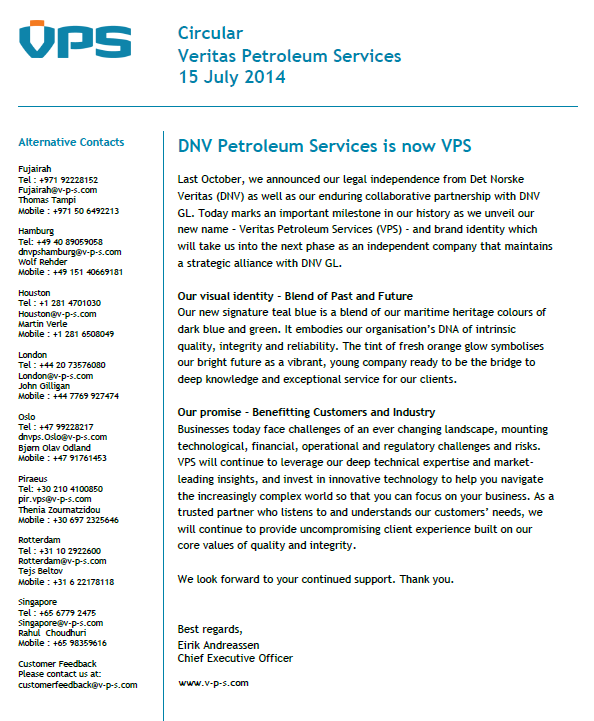 VPS
Circular
Veritas Petroleum Services
15 July 2014
Alternative Contacts
Fujairah
Tel : +971 92228152
Fujairah@v-p-s.com
Thomas Tampi
Mobile : +971 50 6492213
Hamburg
Tel: +49 40 89059058
dnvpshamburg@v-p-s.com
Wolf Rehder
Mobile : +49 151 40669181
Houston
Tel : +1 281 4701030
Houston@v-p-s.com
Martin Verle
Mobile : +1 281 6508049
London
Tel : +44 20 73576080
London@v-p-s.com
John Gilligan
Mobile : +44 7769 927474
Oslo
Tel : +47 99228217
dnvps.Oslo@v-p-s.com
Bjørn Olav Odland
Mobile : +47 91761453
Piraeus
Tel: +30 210 4100850
pir.vps@v-p-s.com
Thenia Zournatzidou
Mobile : +30 697 2325646
Rotterdam
Tel : +31 10 2922600
Rotterdam@v-p-s.com
Tejs Beltov
Mobile : +31 6 22178118
Singapore
Tel : +65 6779 2475
Singapore@v-p-s.com
Rahul Choudhuri
Mobile : +65 98359616
Customer Feedback
Please contact us at:
customerfeedback@v-p-s.com
DNV Petroleum Services is now VPS
Last October, we announced our legal independence from Det Norske
Veritas (DNV) as well as our enduring collaborative partnership with DNV
GL. Today marks an important milestone in our history as we unveil our
new name – Veritas Petroleum Services (VPS) – and brand identity which
will take us into the next phase as an independent company that maintains
a strategic alliance with DNV GL.
Our visual identity – Blend of Past and Future
Our new signature teal blue is a blend of our maritime heritage colours of
dark blue and green. It embodies our organisation's DNA of intrinsic
quality, integrity and reliability. The tint of fresh orange glow symbolises
our bright future as a vibrant, young company ready to be the bridge to
deep knowledge and exceptional service for our clients.
Our promise – Benefitting Customers and Industry
Businesses today face challenges of an ever changing landscape, mounting
technological, financial, operational and regulatory challenges and risks.
VPS will continue to leverage our deep technical expertise and market-
leading insights, and invest in innovative technology to help you navigate
the increasingly complex world so that you can focus on your business. As a
trusted partner who listens to and understands our customers' needs, we
will continue to provide uncompromising client experience built on our
core values of quality and integrity.
We look forward to your continued support. Thank you.
Best regards,
Eirik Andreassen
Chief Executive Officer
www.v-p-s.com